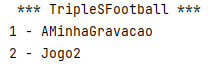 *** TripleSFootball ***
1 - AMinhaGravacao
2 - Jogo2